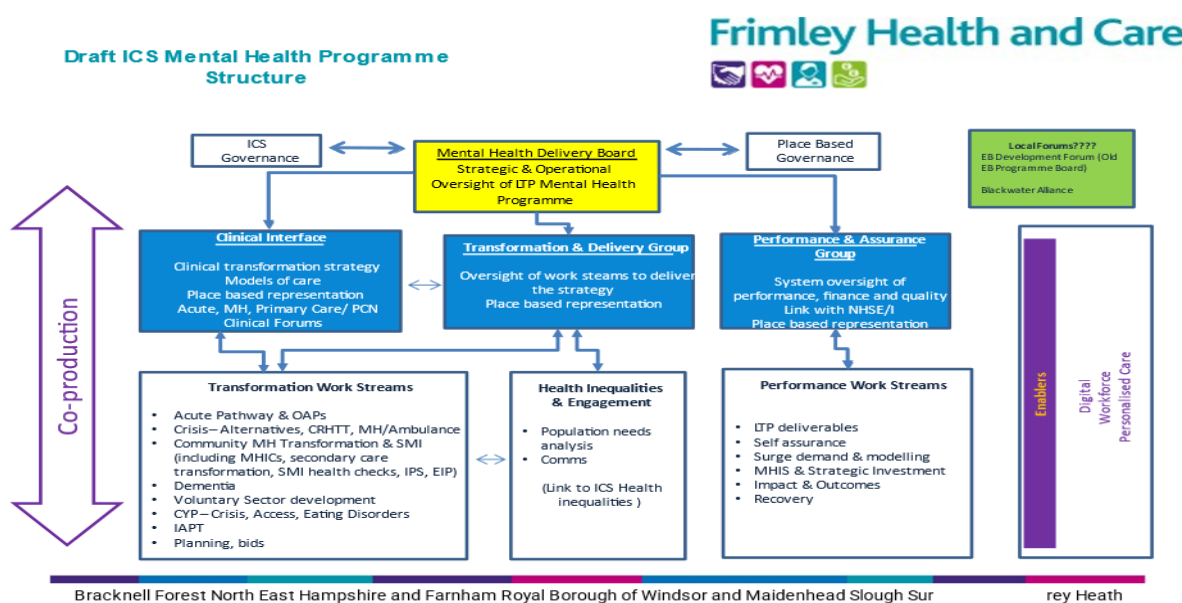 Draft ICS Mental Health Programme
Structure
Frimley Health and Care
ICS
Governance
Mental Health Delivery Board
Strategic & Operational
Oversight of LTP Mental Health
Programme
Place Based
Governance
Local Forums????
EB Development Forum (Old
EB Programme Board)
Blackwater Alliance
Co-production
Clinical Interface
Clinical transformation strategy
Models of care
Place based representation
Acute, MH, Primary Care/ PCN
Clinical Forums
Transformation & Delivery Group
Oversight of work steams to deliver
the strategy
Place based representation
Performance & Assurance
Group
System oversight of
performance, finance and quality
Link with NHSE/I
Place based representation
Transformation Work Streams
• Acute Pathway & OAPs
• Crisis – Alternatives, CRHTT, MH/Ambulance
• Community MH Transformation & SMI
(including MHICs, secondary care
transformation, SMI health checks, IPS, EIP)
• Dementia
• Voluntary Sector development
• CYP – Crisis, Access, Eating Disorders
• IAPT
• Planning, bids
Health Inequalities
& Engagement
• Population needs
analysis
• Comms
(Link to ICS Health
inequalities )
Performance Work Streams
• LTP deliverables
• Self assurance
• Surge demand & modelling
• MHIS & Strategic Investment
• Impact & Outcomes
• Recovery
Enablers
Digital
Workforce
Personalised Care
Bracknell Forest North East Hampshire and Farnham Royal Borough of Windsor and Maidenhead Slough Sur rey Heath